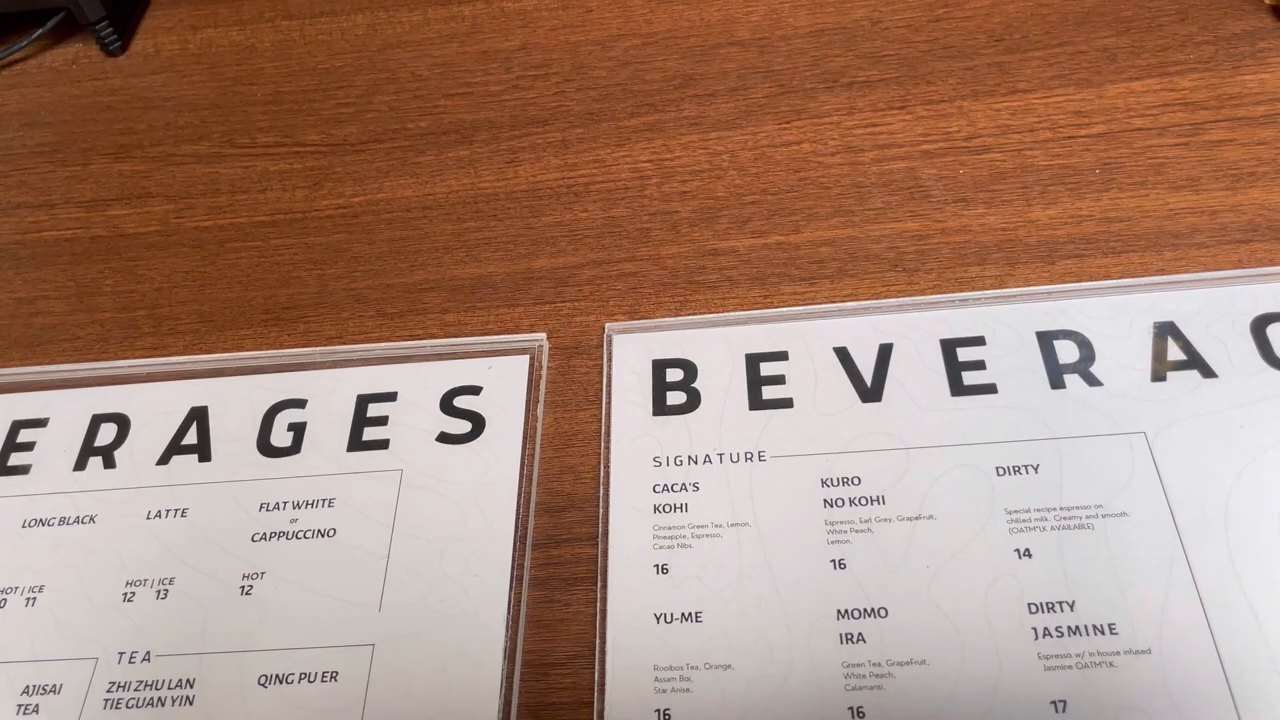 ERAGES
LONG BLACK
LATTE
FLAT WHITE
or
CAPPUCCINO
HOT / ICE
0 11
HOT / ICE
12 13
HOT
12
TEA
AJISAI
TEA
ZHI ZHU LAN
TIE GUAN YIN
QING PU ER
BEVERAG
SIGNATURE
CACA'S
KOHI
Cinnamon Green Tea, Lemon,
Pineapple, Espresso,
Cacao Nibs.
16
KURO
NO KOHI
Espresso, Earl Grey, GrapeFruit,
White Peach,
Lemon.
16
DIRTY
Special recipe espresso on
chilled milk. Creamy and smooth.
(OATM*LK AVAILABLE)
14
YU-ME
Rooibos Tea, Orange,
Assam Boi,
Star Anise.
16
MOMO
IRA
Green Tea, GrapeFruit,
White Peach,
Calamansi.
16
DIRTY
JASMINE
Espresso w/ in house infused
Jasmine OATM*LK.
17